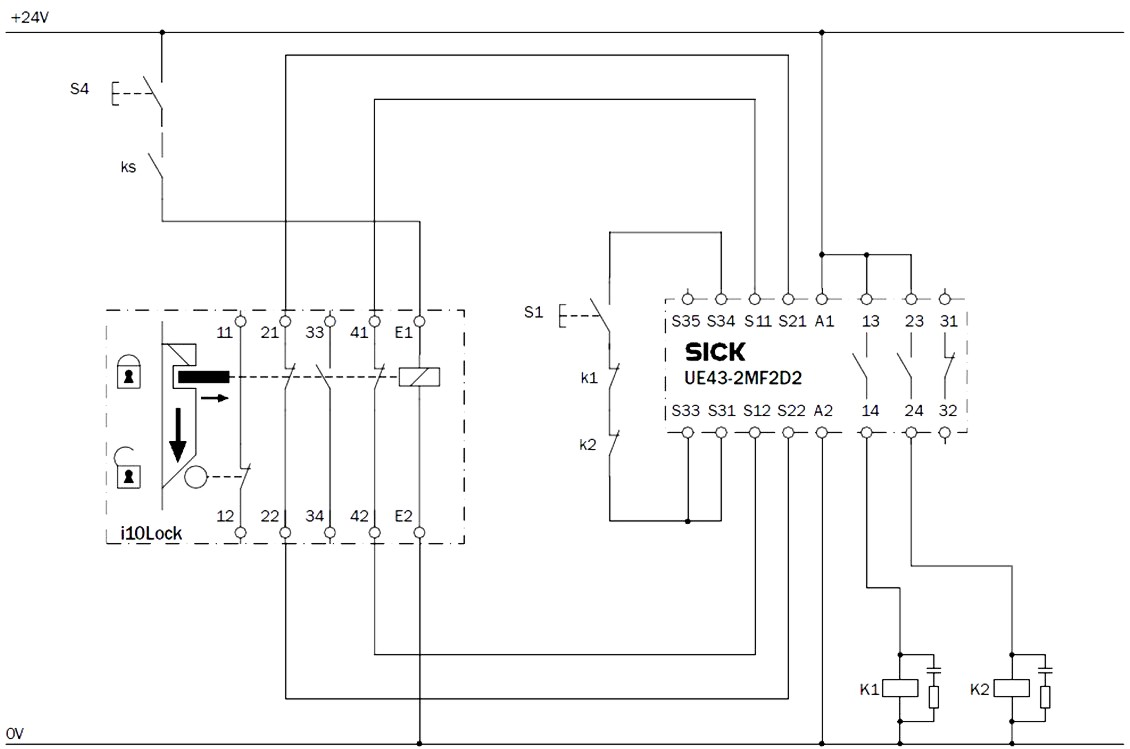 +24V
S4
ks
S1
k1
k2
11 21 33 41 E1
12 22 34 42 E2
i10Lock
S35 S34 S11 S21 A1 13 23 31
SICK
UE43-2MF2D2
S33 S31 S12 S22 A2 14 24 32
K1 K2
0V